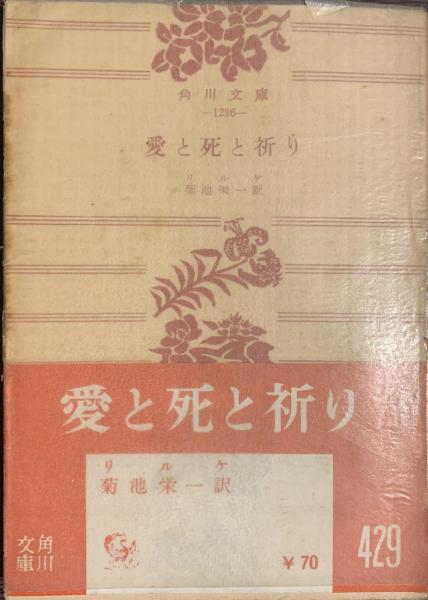 角川文庫
—1286—
愛と死と祈り
リルケ
菊池栄一訳
愛と死と祈り
リルケ
菊池栄一訳
角川文庫
¥70
429